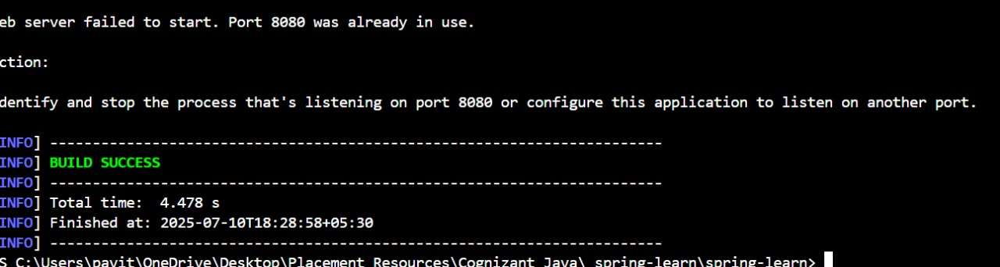 eb server failed to start. Port 8080 was already in use.
ction:
dentify and stop the process that's listening on port 8080 or configure this application to listen on another port.
INFO] ------------------------------------------------------------------------
INFO] BUILD SUCCESS
INFO] ------------------------------------------------------------------------
INFO] Total time:  4.478 s
INFO] Finished at: 2025-07-10T18:28:58+05:30
INFO] ------------------------------------------------------------------------
S C:\Users\pavit\OneDrive\Desktop\Placement Resources\Cognizant Java\ spring-learn\spring-learn>